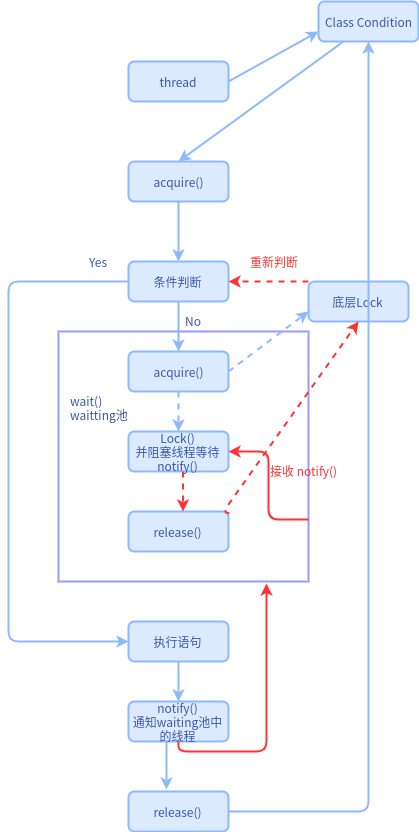 Class Condition
thread
acquire()
Yes
重新判断
条件判断
底层Lock
No
acquire()
wait()
waitting池
Lock()
并阻塞线程等待
notify()
接收 notify()
release()
执行语句
notify()
通知waiting池中
的线程
release()